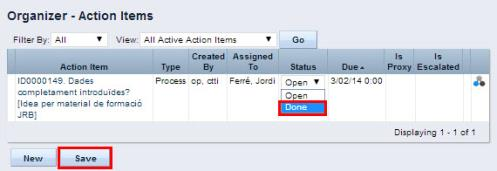 Organizer - Action Items
Filter By: All View: All Active Action Items Go
Action Item Type Created By Assigned To Status Due Is Proxy Is Escalated
ID0000149. Dades Process op, ctti Ferré, Jordi Open 3/02/14 0:00
completament introduïdes? Open
[Idea per material de formació Done
JRB]
Displaying 1 - 1 of 1
New Save